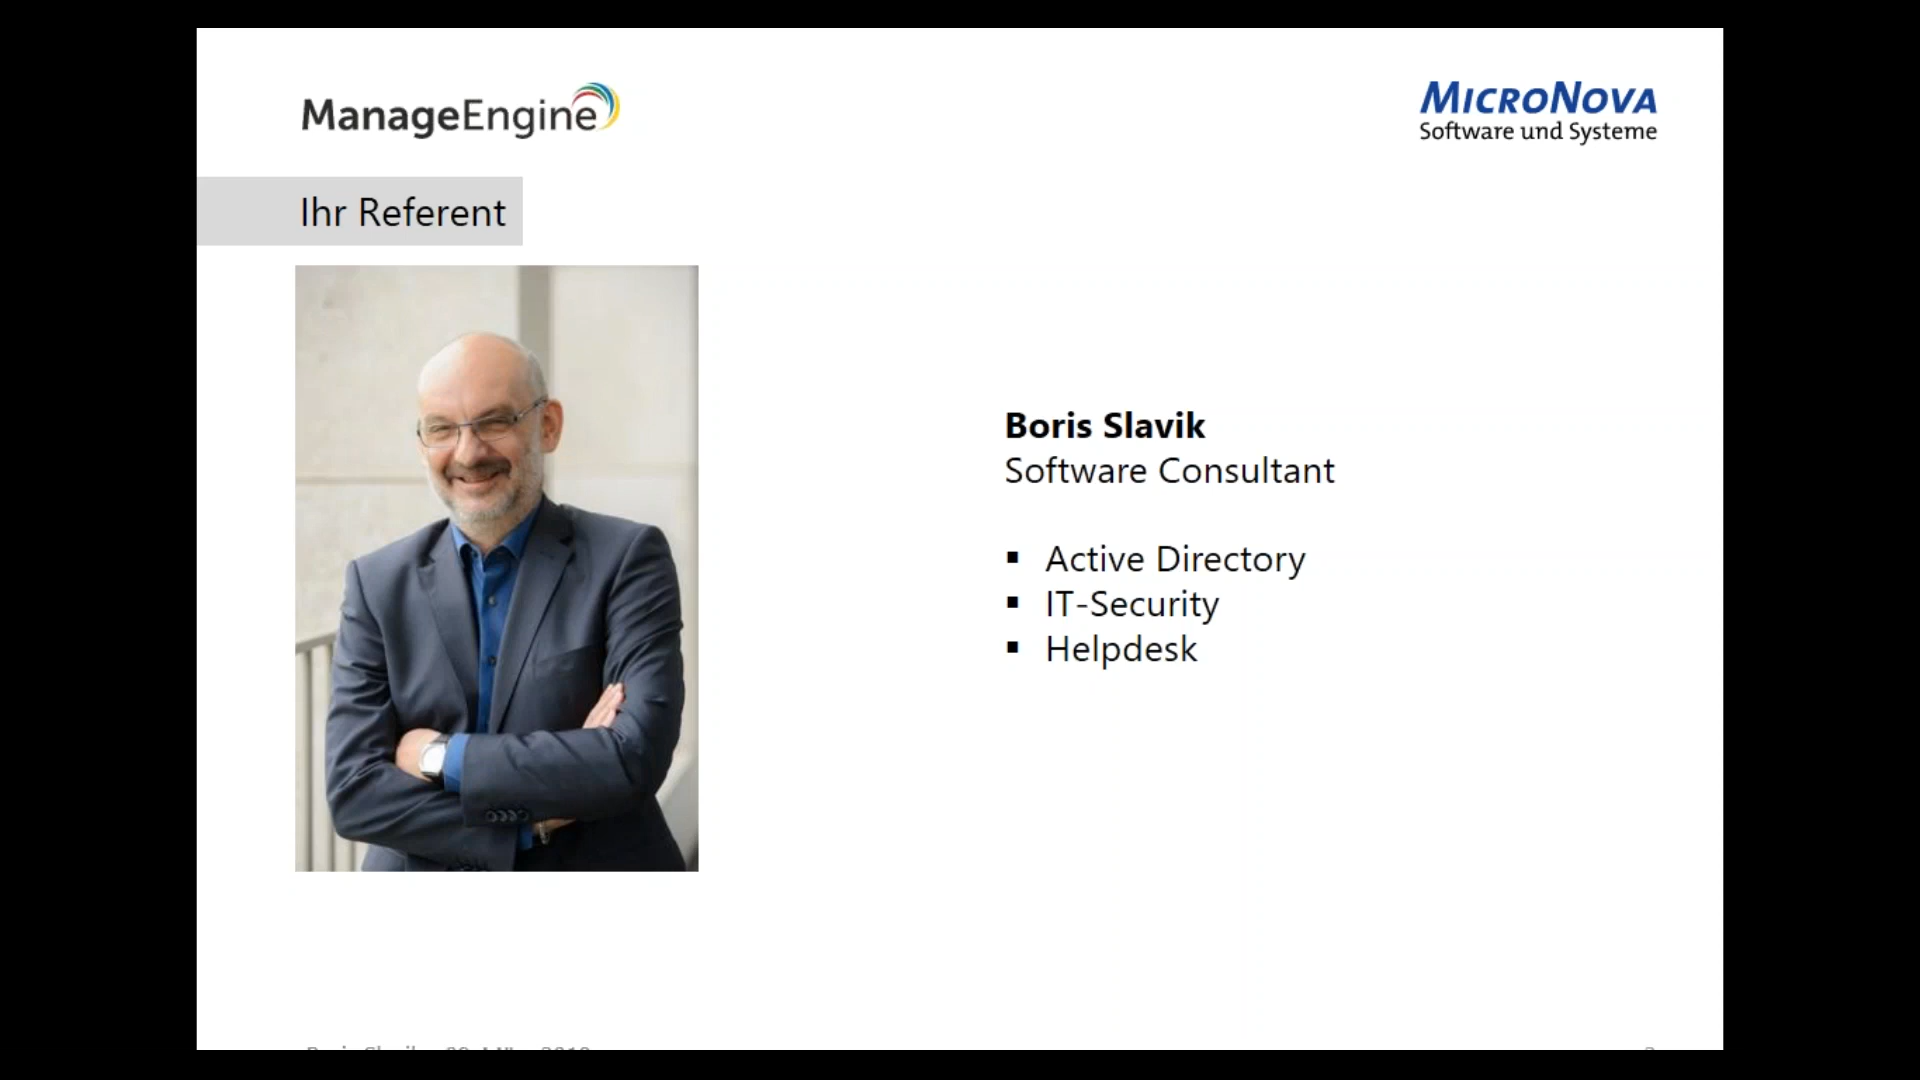 ManageEngine
MICRONOVA
Software und Systeme
Ihr Referent
Boris Slavik
Software Consultant
▪ Active Directory
▪ IT-Security
▪ Helpdesk